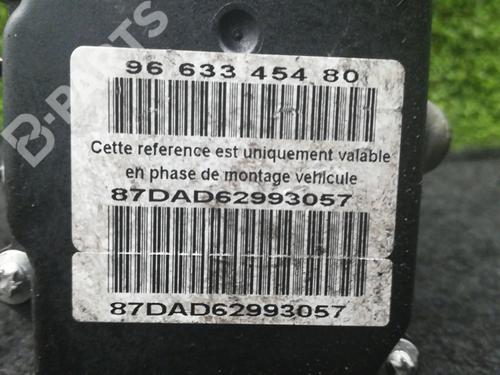 B-PARTS
96 633 454 80
Cette reference est uniquement valable
en phase de montage vehicule
87DAD62993057
87DAD62993057